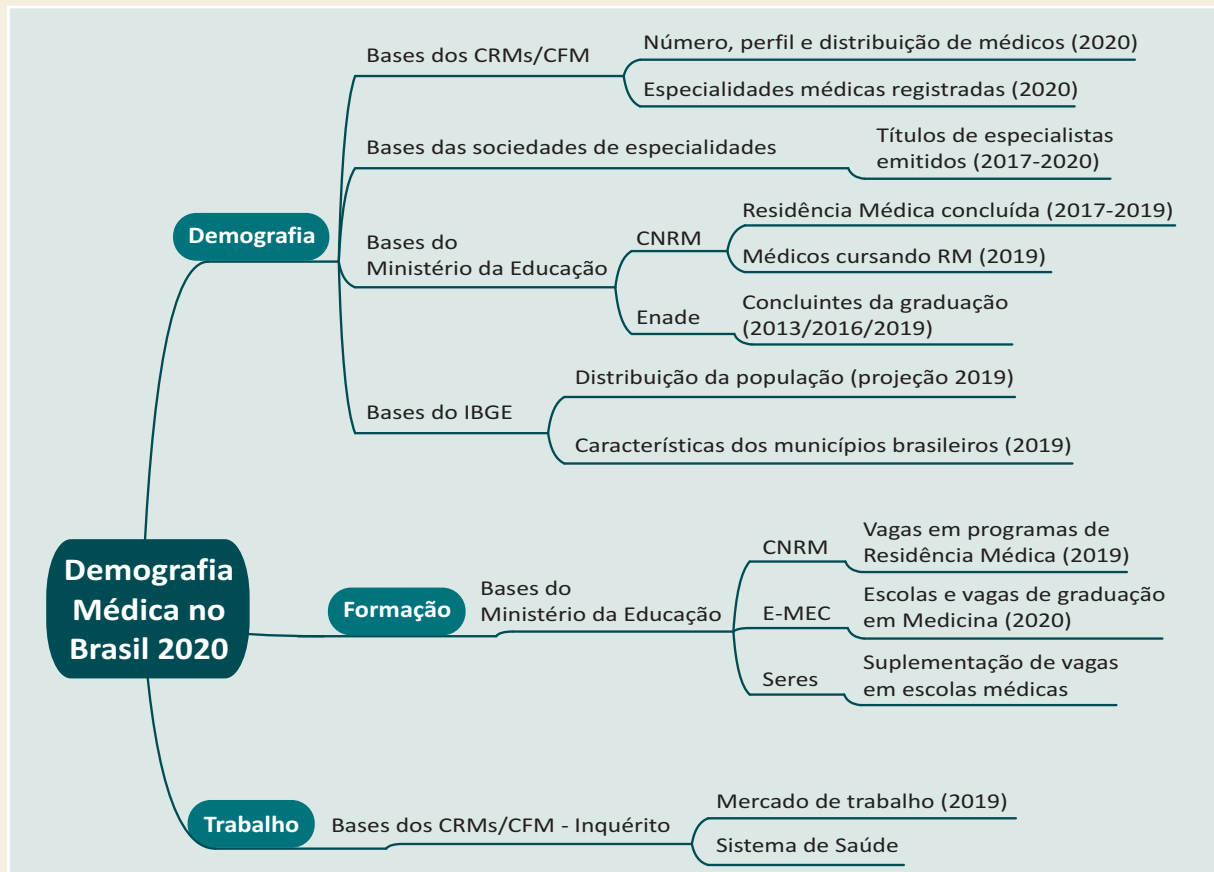 Demografia
Médica no
Brasil 2020
Demografia
Bases dos CRMs/CFM
Número, perfil e distribuição de médicos (2020)
Especialidades médicas registradas (2020)
Bases das sociedades de especialidades
Títulos de especialistas
emitidos (2017-2020)
Bases do
Ministério da Educação
CNRM
Residência Médica concluída (2017-2019)
Médicos cursando RM (2019)
Enade
Concluintes da graduação
(2013/2016/2019)
Bases do IBGE
Distribuição da população (projeção 2019)
Características dos municípios brasileiros (2019)
Formação
Bases do
Ministério da Educação
CNRM
Vagas em programas de
Residência Médica (2019)
E-MEC
Escolas e vagas de graduação
em Medicina (2020)
Seres
Suplementação de vagas
em escolas médicas
Trabalho
Bases dos CRMs/CFM - Inquérito
Mercado de trabalho (2019)
Sistema de Saúde